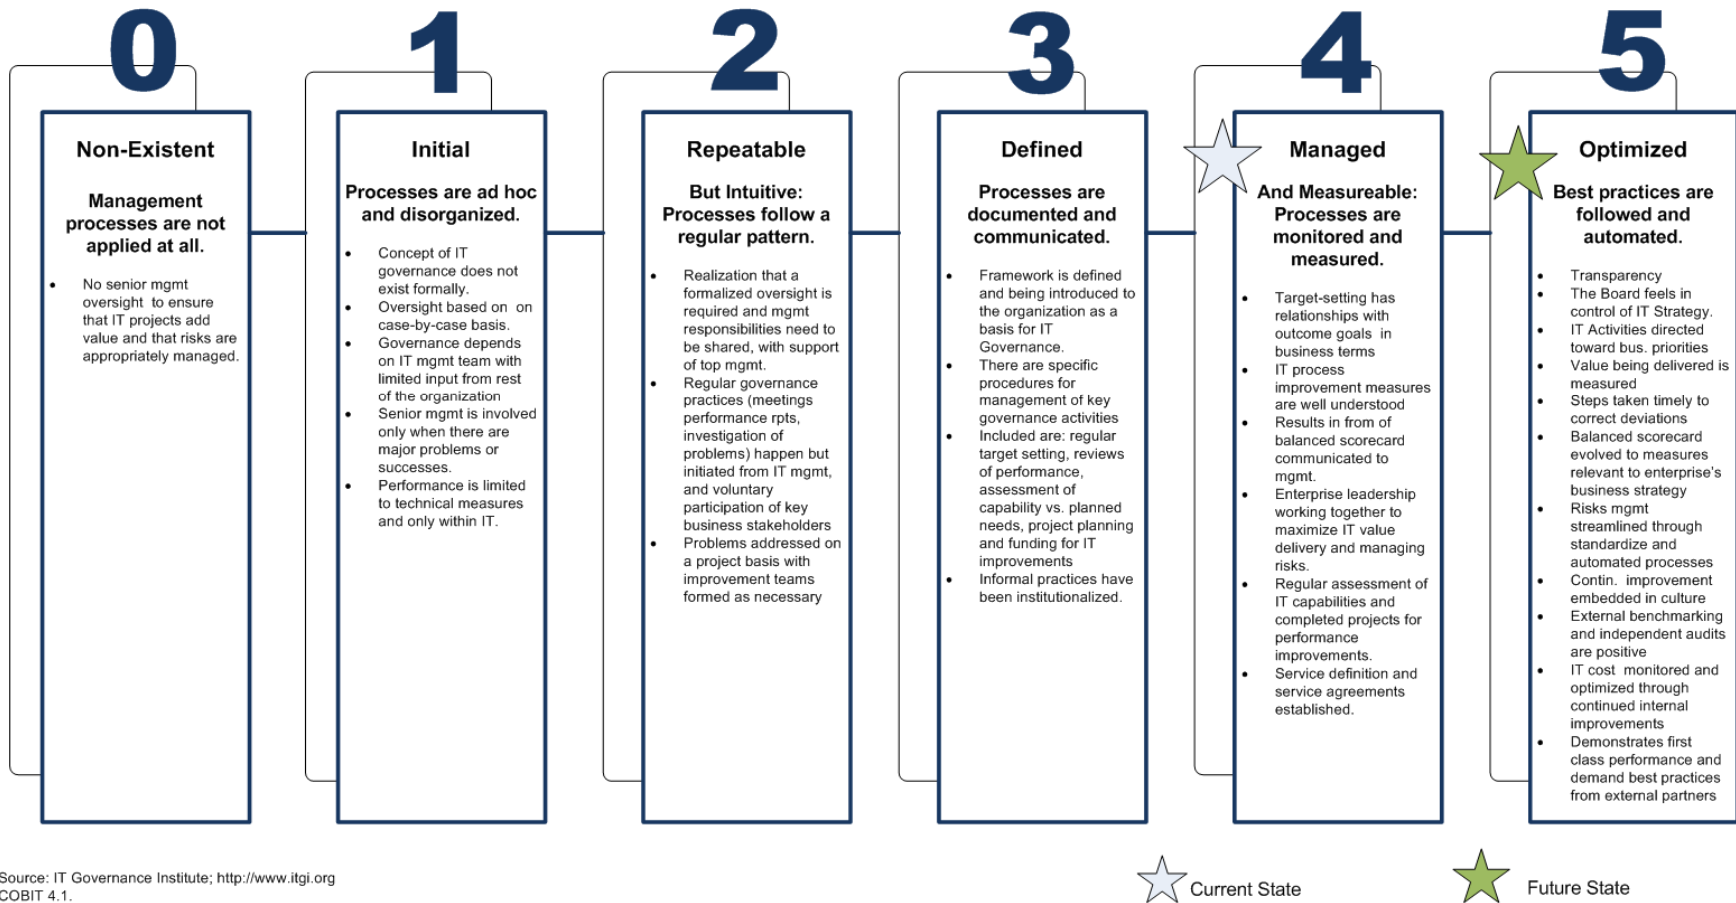 0
Non-Existent
Management
processes are not
applied at all.
• No senior mgmt
oversight to ensure
that IT projects add
value and that risks are
appropriately managed.
1
Initial
Processes are ad hoc
and disorganized.
• Concept of IT
governance does not
exist formally.
• Oversight based on on
case-by-case basis.
• Governance depends
on IT mgmt team with
limited input from rest
of the organization
• Senior mgmt is involved
only when there are
major problems or
successes.
• Performance is limited
to technical measures
and only within IT.
2
Repeatable
But Intuitive:
Processes follow a
regular pattern.
• Realization that a
formalized oversight is
required and mgmt
responsibilities need to
be shared, with support
of top mgmt.
• Regular governance
practices (meetings
performance rpts,
investigation of
problems) happen but
initiated from IT mgmt,
and voluntary
participation of key
business stakeholders
• Problems addressed on
a project basis with
improvement teams
formed as necessary
3
Defined
Processes are
documented and
communicated.
• Framework is defined
and being introduced to
the organization as a
basis for IT
Governance.
• There are specific
procedures for
management of key
governance activities
• Included are: regular
target setting, reviews
of performance,
assessment of
capability vs. planned
needs, project planning
and funding for IT
improvements
• Informal practices have
been institutionalized.
4
Managed
And Measureable:
Processes are
monitored and
measured.
• Target-setting has
relationships with
outcome goals in
business terms
• IT process
improvement measures
are well understood
• Results in from of
balanced scorecard
communicated to
mgmt.
• Enterprise leadership
working together to
maximize IT value
delivery and managing
risks.
• Regular assessment of
IT capabilities and
completed projects for
performance
improvements.
• Service definition and
service agreements
established.
5
Optimized
Best practices are
followed and
automated.
• Transparency
• The Board feels in
control of IT Strategy.
• IT Activities directed
toward bus. priorities
• Value being delivered is
measured
• Steps taken timely to
correct deviations
• Balanced scorecard
evolved to measures
relevant to enterprise's
business strategy
• Risks mgmt
streamlined through
standardize and
automated processes
• Contin. improvement
embedded in culture
• External benchmarking
and independent audits
are positive
• IT cost monitored and
optimized through
continued internal
improvements
• Demonstrates first
class performance and
demand best practices
from external partners
Source: IT Governance Institute; http://www.itgi.org
COBIT 4.1.
Current State
Future State